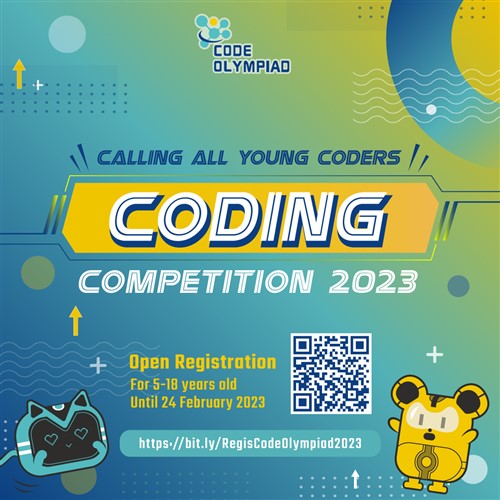 CODE
OLYMPIAD
CALLING ALL YOUNG CODERS
CODING
COMPETITION 2023
Open Registration
For 5-18 years old
Until 24 February 2023
https://bit.ly/RegisCodeOlympiad2023